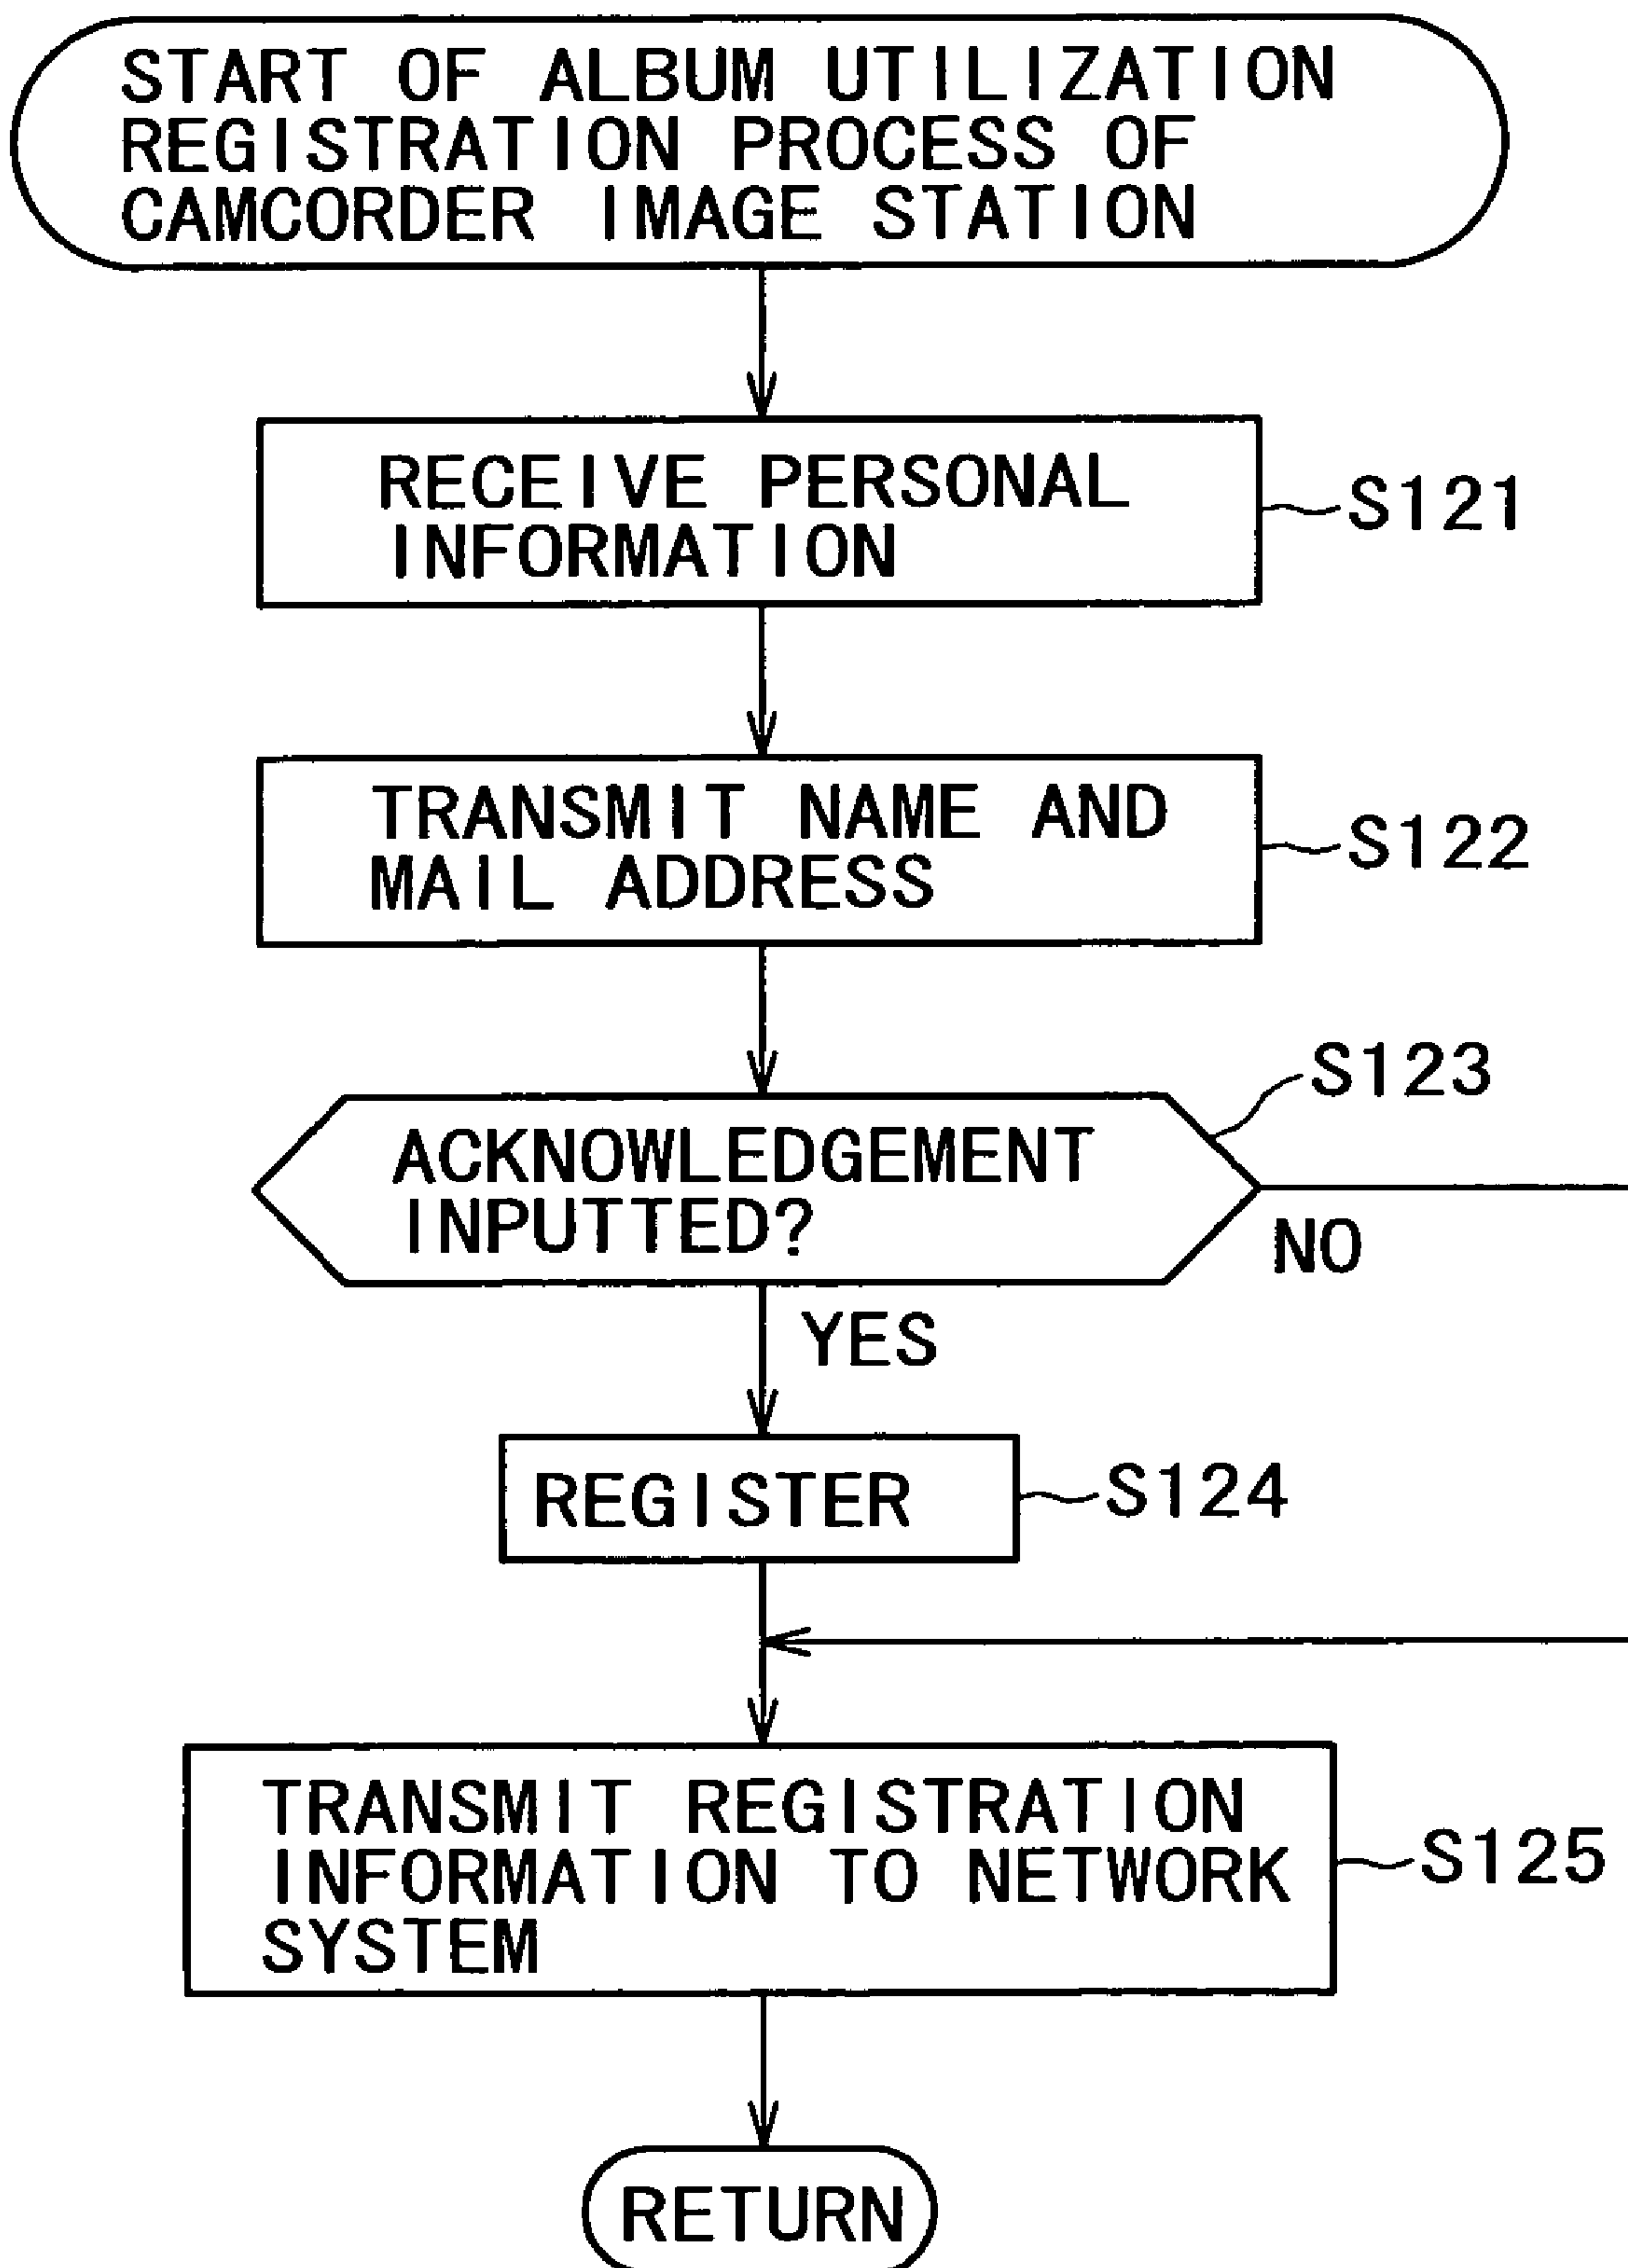 START OF ALBUM UTILIZATION
REGISTRATION PROCESS OF
CAMCORDER IMAGE STATION
RECEIVE PERSONAL
INFORMATION
S121
TRANSMIT NAME AND
MAIL ADDRESS
S122
S123
ACKNOWLEDGEMENT
INPUTTED?
NO
YES
REGISTER
S124
TRANSMIT REGISTRATION
INFORMATION TO NETWORK
SYSTEM
S125
RETURN